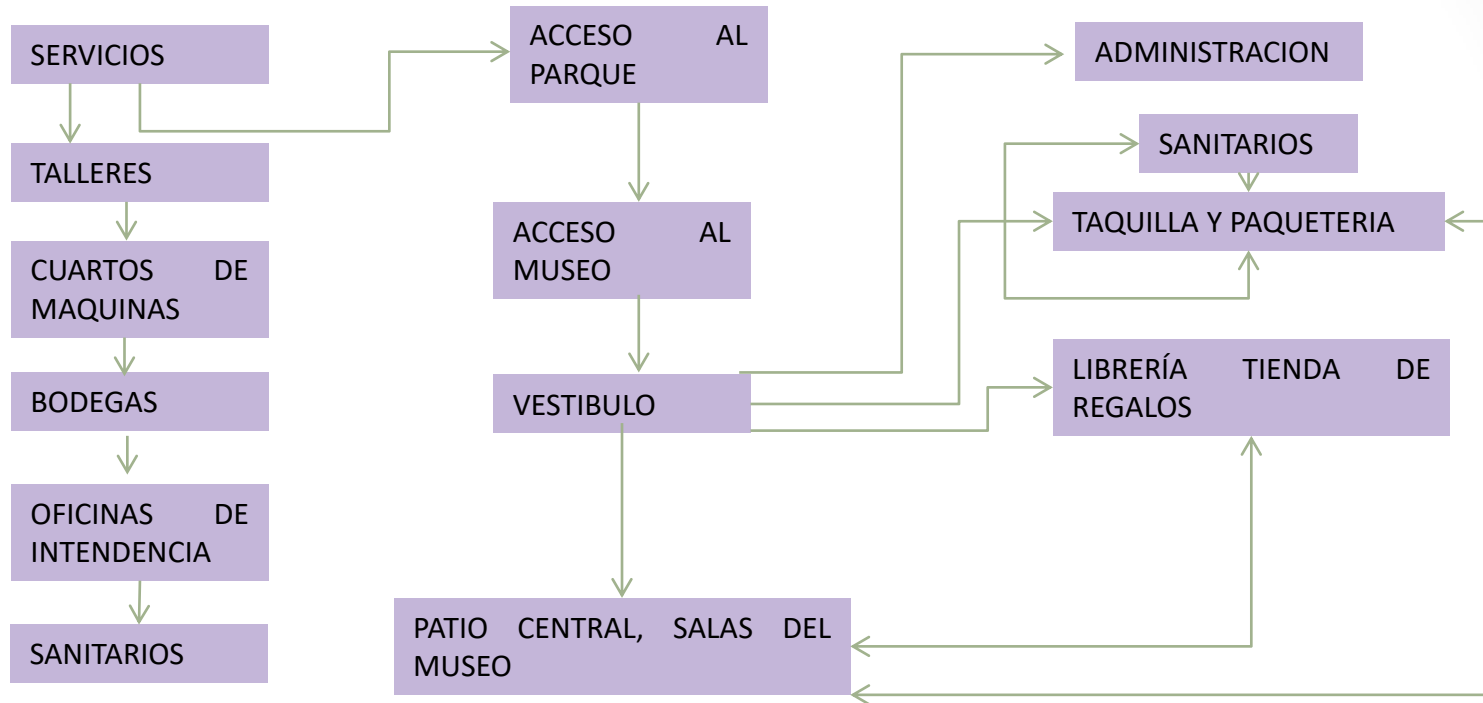 SERVICIOS
TALLERES
CUARTOS DE
MAQUINAS
BODEGAS
OFICINAS DE
INTENDENCIA
SANITARIOS
ACCESO AL
PARQUE
ACCESO AL
MUSEO
VESTIBULO
PATIO CENTRAL, SALAS DEL
MUSEO
ADMINISTRACION
SANITARIOS
TAQUILLA Y PAQUETERIA
LIBRERÍA TIENDA DE
REGALOS